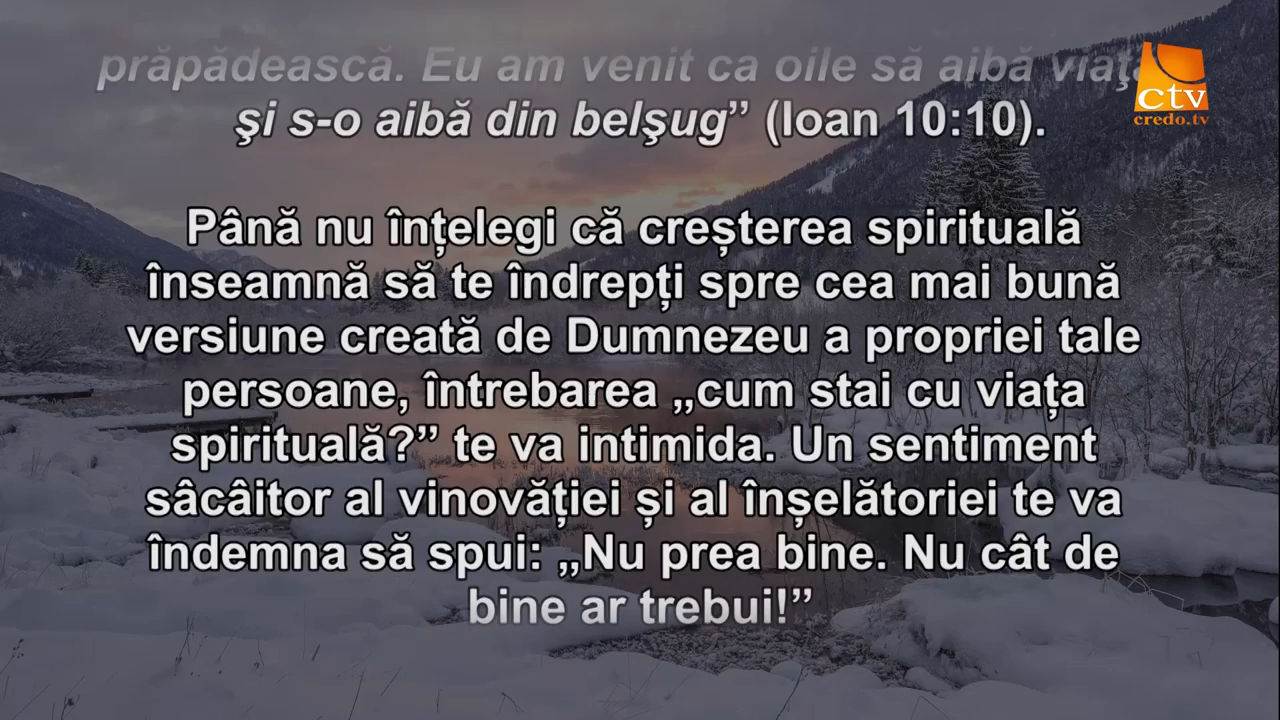 prăpădească. Eu am venit ca oile să aibă viaţa
şi s-o aibă din belşug” (Ioan 10:10).
Până nu înțelegi că creșterea spirituală
înseamnă să te îndrepți spre cea mai bună
versiune creată de Dumnezeu a propriei tale
persoane, întrebarea „cum stai cu viața
spirituală?” te va intimida. Un sentiment
sâcâitor al vinovăției și al înșelătoriei te va
îndemna să spui: „Nu prea bine. Nu cât de
bine ar trebui!”
ctv
credo.tv